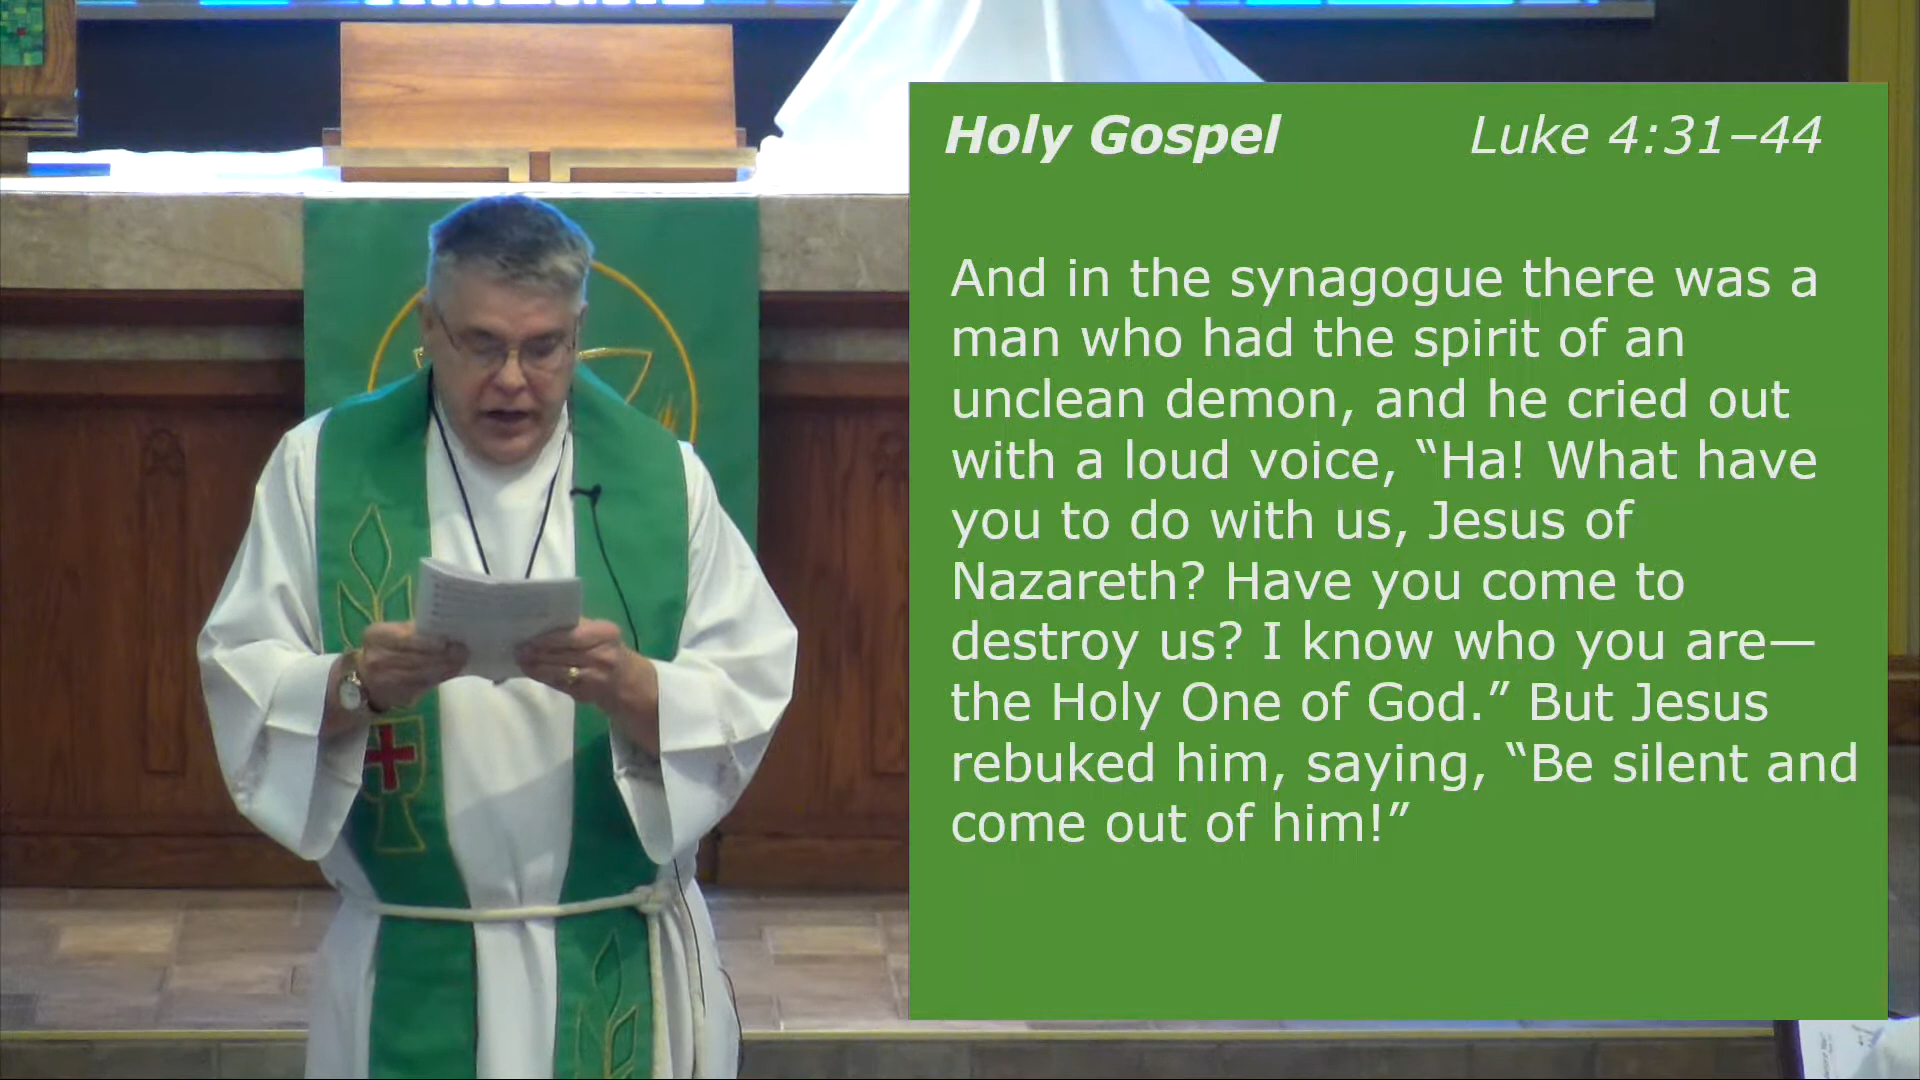 Holy Gospel Luke 4:31–44
And in the synagogue there was a
man who had the spirit of an
unclean demon, and he cried out
with a loud voice, “Ha! What have
you to do with us, Jesus of
Nazareth? Have you come to
destroy us? I know who you are—
the Holy One of God.” But Jesus
rebuked him, saying, “Be silent and
come out of him!”